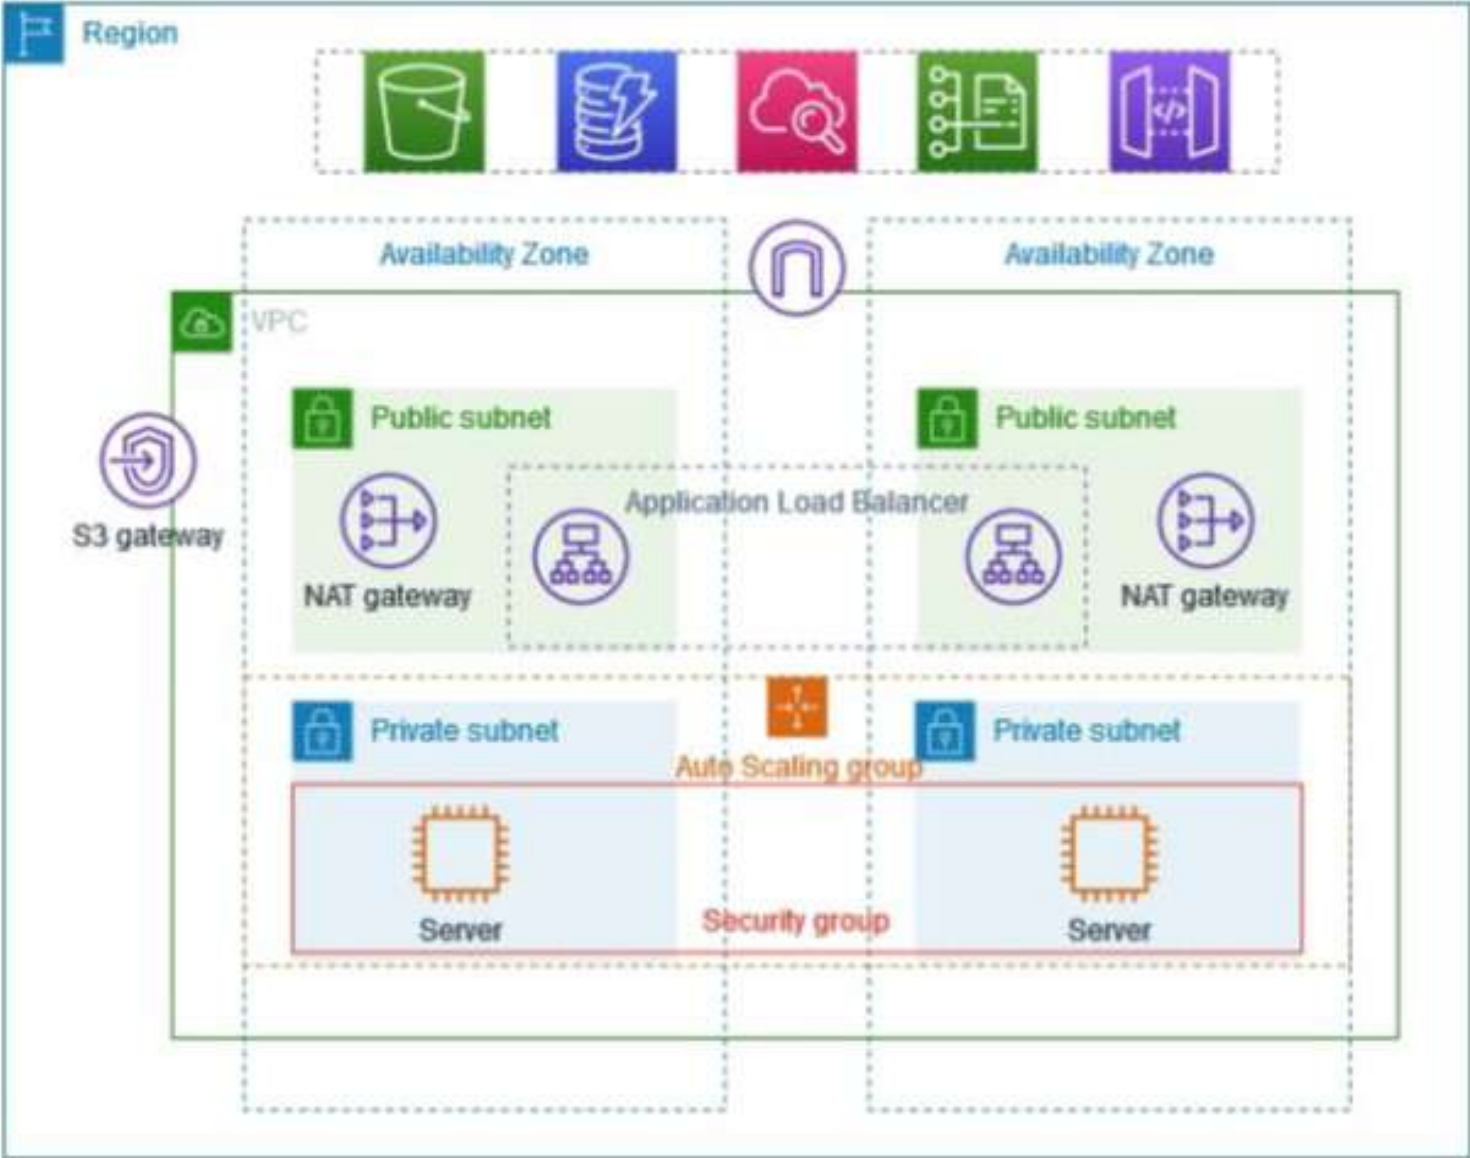 Region
Availability Zone
Availability Zone
VPC
Public subnet
Public subnet
Application Load Balancer
S3 gateway
NAT gateway
NAT gateway
Private subnet
Private subnet
Auto Scaling group
Security group
Server
Server